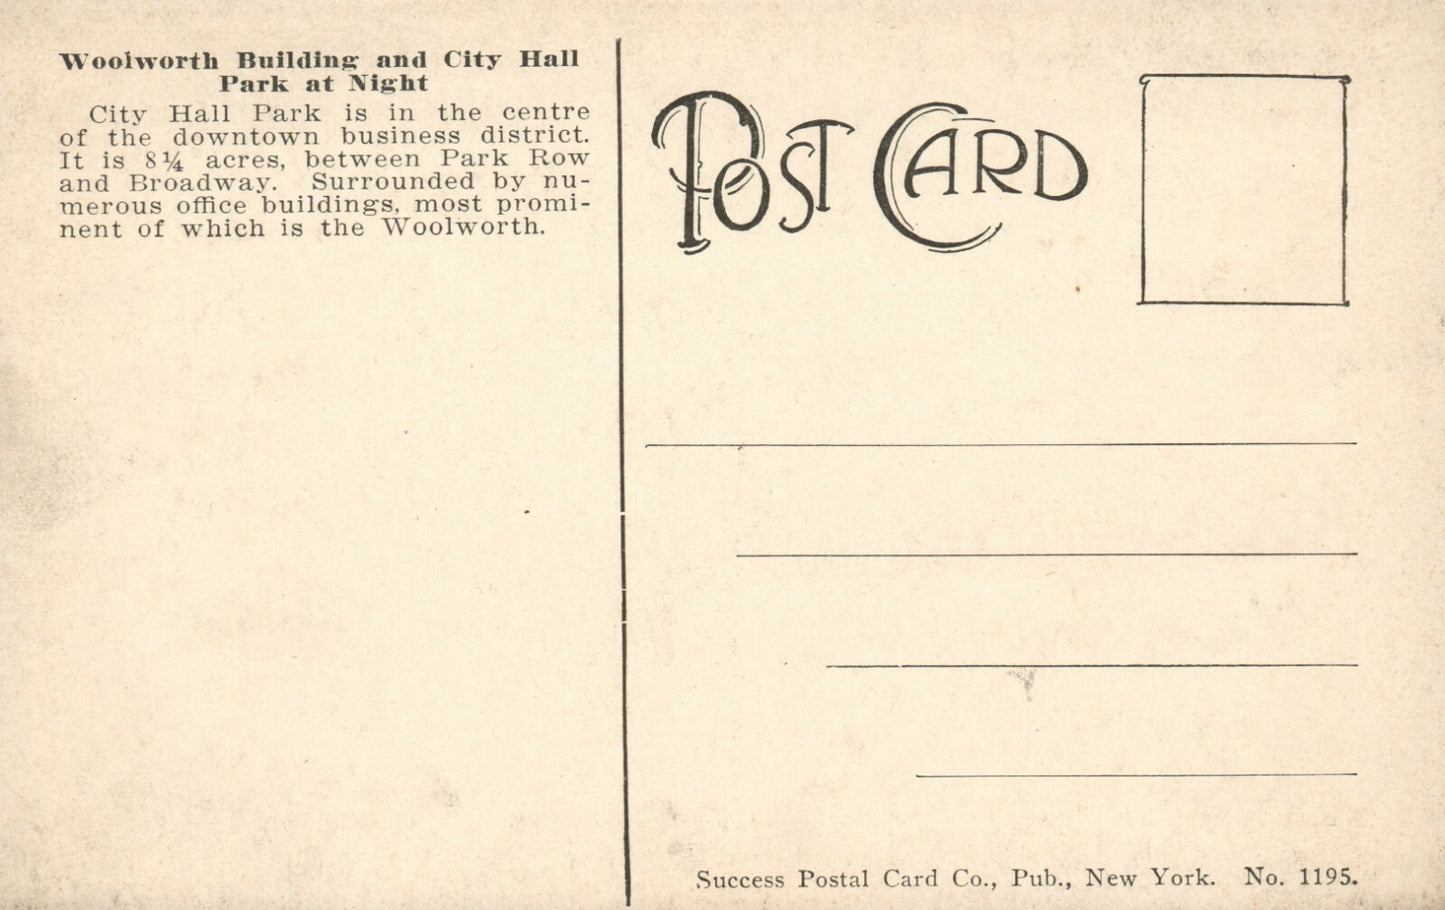 Woolworth Building and City Hall
Park at Night
City Hall Park is in the centre
of the downtown business district.
It is 8¼ acres, between Park Row
and Broadway. Surrounded by nu-
merous office buildings, most promi-
nent of which is the Woolworth.
POST CARD
Success Postal Card Co., Pub., New York. No. 1195.